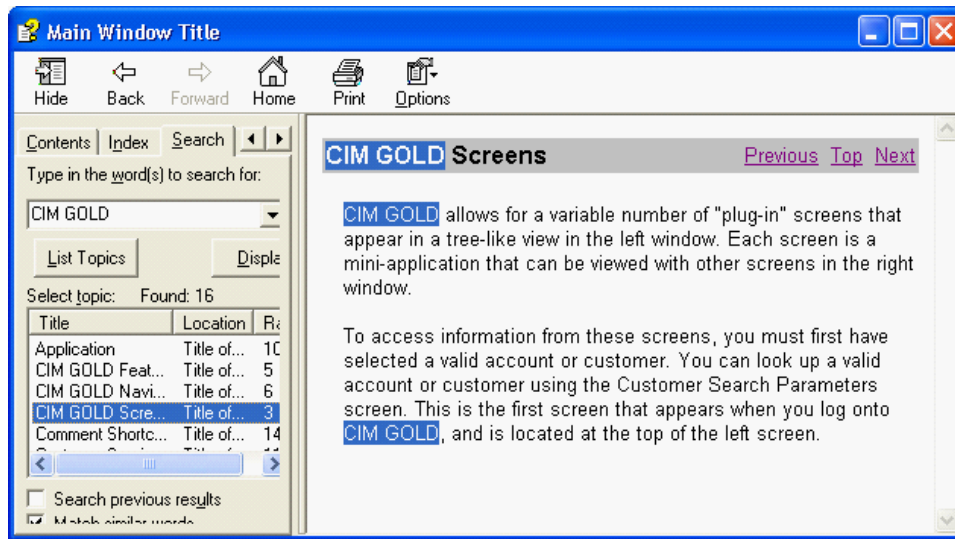 Main Window Title
Hide Back Forward Home Print Options
Contents Index Search
Type in the word(s) to search for:
CIM GOLD
List Topics Displa
Select topic: Found: 16
Title Location Ra
Application Title of... 10
CIM GOLD Feat... Title of... 5
CIM GOLD Navi... Title of... 6
CIM GOLD Scre... Title of... 3
Comment Shortc... Title of... 14
Search previous results
Match similar words
CIM GOLD Screens Previous Top Next
CIM GOLD allows for a variable number of "plug-in" screens that
appear in a tree-like view in the left window. Each screen is a
mini-application that can be viewed with other screens in the right
window.
To access information from these screens, you must first have
selected a valid account or customer. You can look up a valid
account or customer using the Customer Search Parameters
screen. This is the first screen that appears when you log onto
CIM GOLD, and is located at the top of the left screen.